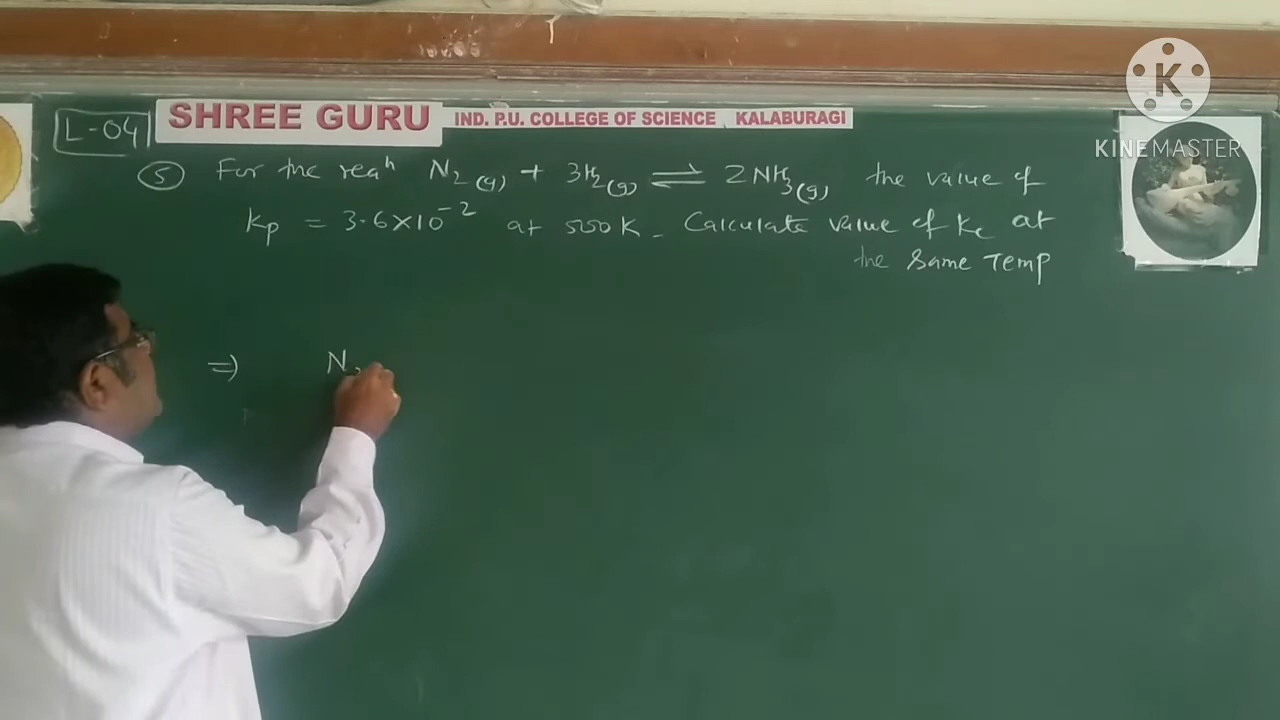 KINEMASTER
L-04
SHREE GURU IND. P.U. COLLEGE OF SCIENCE, KALABURAGI
⑤ For the reaⁿ N₂(g) + 3H₂(g) ⇌ 2NH₃(g) the value of
Kp = 3.6×10⁻² at 500K. Calculate value of Kc at
the same Temp
⇒ N₂